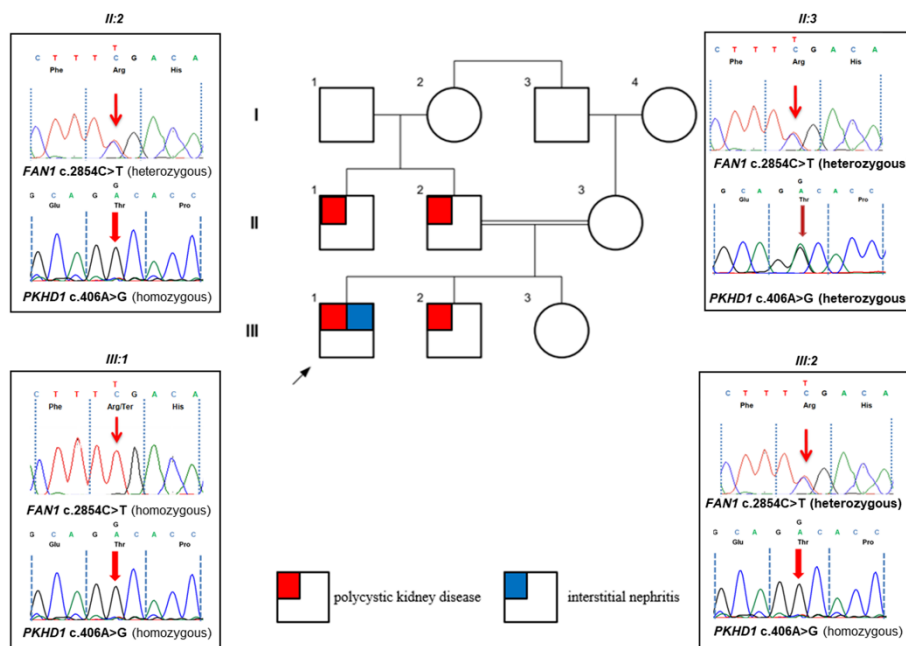 II:2
T
C T T T C G A C A
Phe Arg His
FAN1 c.2854C>T (heterozygous)
G
G C A G A C A C C
Glu Thr Pro
PKHD1 c.406A>G (homozygous)
II:3
T
C T T T C G A C A
Phe Arg His
FAN1 c.2854C>T (heterozygous)
G
G C A G A C A C C
Glu Thr Pro
PKHD1 c.406A>G (heterozygous
I
1 2 3 4
II
1 2 3
III
1 2 3
III:1
T
C T T T C G A C A
Phe Arg/Ter His
FAN1 c.2854C>T (homozygous)
G
G C A G A C A C C
Glu Thr Pro
PKHD1 c.406A>G (homozygous)
III:2
T
C T T T C G A C A
Phe Arg His
FAN1 c.2854C>T (heterozygous)
G
G C A G A C A C C
Glu Thr Pro
PKHD1 c.406A>G (homozygous)
polycystic kidney disease
interstitial nephritis